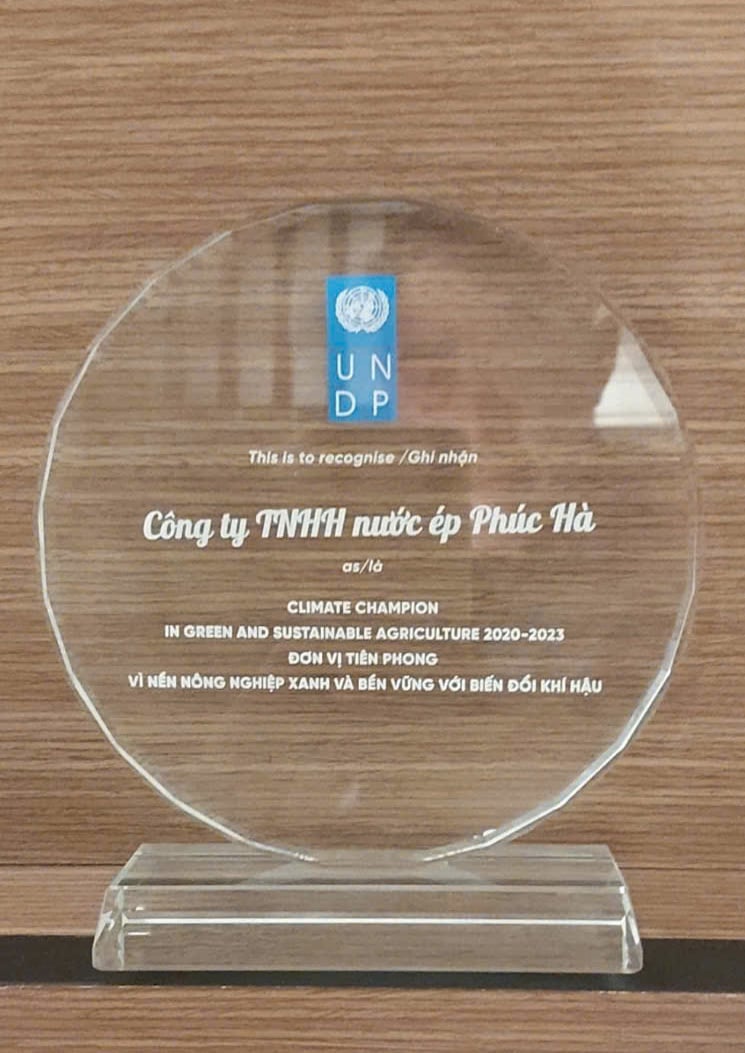 UN
DP
This is to recognise /Ghi nhận
Công ty TNHH nước ép Phúc Hà
as/là
CLIMATE CHAMPION
IN GREEN AND SUSTAINABLE AGRICULTURE 2020-2023
ĐƠN VỊ TIÊN PHONG
VÌ NỀN NÔNG NGHIỆP XANH VÀ BỀN VỮNG VỚI BIẾN ĐỔI KHÍ HẬU